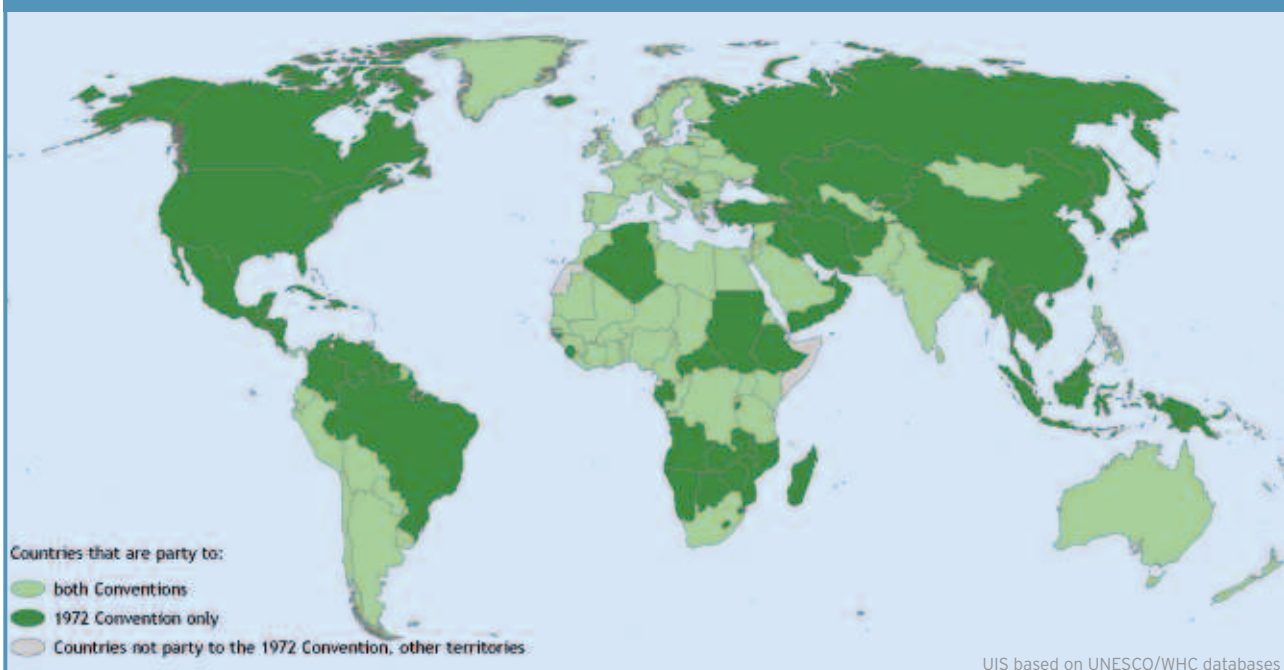 Countries that are party to:
both Conventions
1972 Convention only
Countries not party to the 1972 Convention, other territories
UIS based on UNESCO/WHC databases